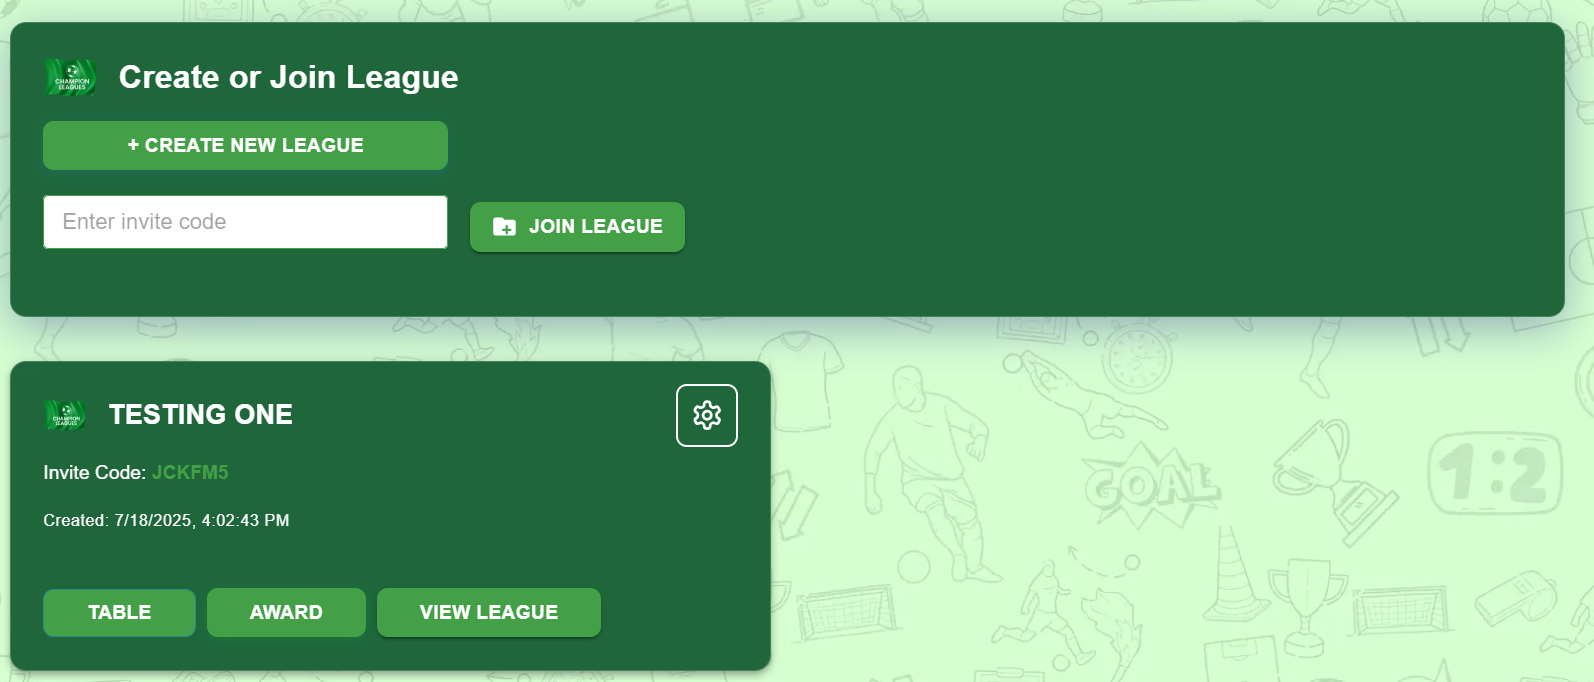 CHAMPION
LEAGUES
Create or Join League
+ CREATE NEW LEAGUE
Enter invite code
JOIN LEAGUE
CHAMPION
LEAGUES
TESTING ONE
Invite Code: JCKFM5
Created: 7/18/2025, 4:02:43 PM
TABLE
AWARD
VIEW LEAGUE
GOAL
1:2